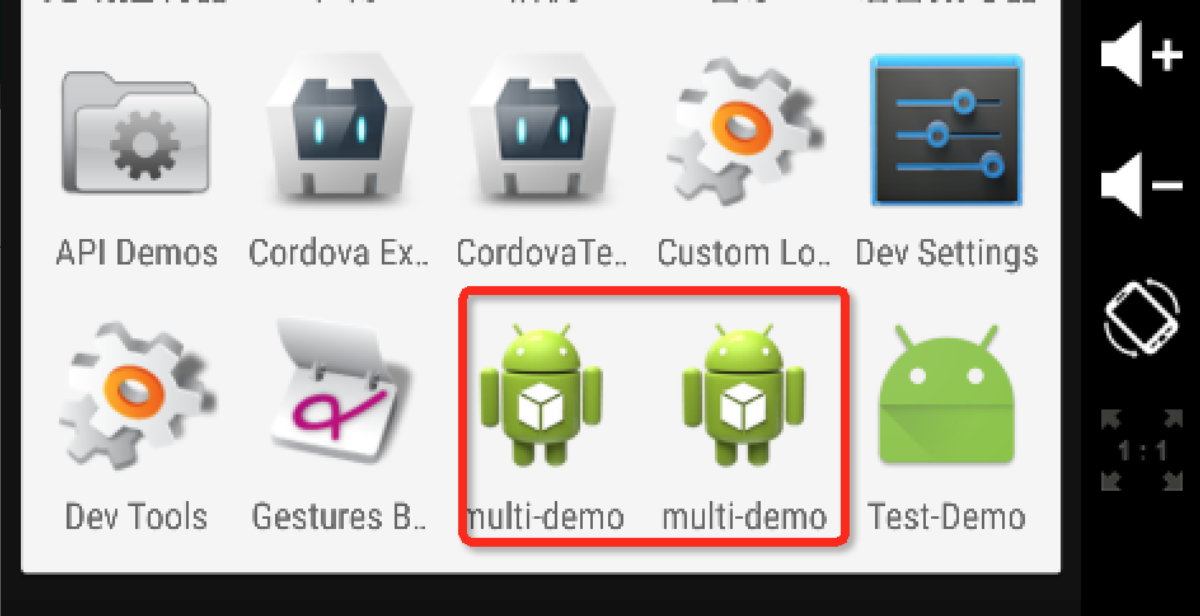 API Demos
Cordova Ex..
CordovaTe..
Custom Lo..
Dev Settings
Dev Tools
Gestures B..
multi-demo
multi-demo
Test-Demo
1:1